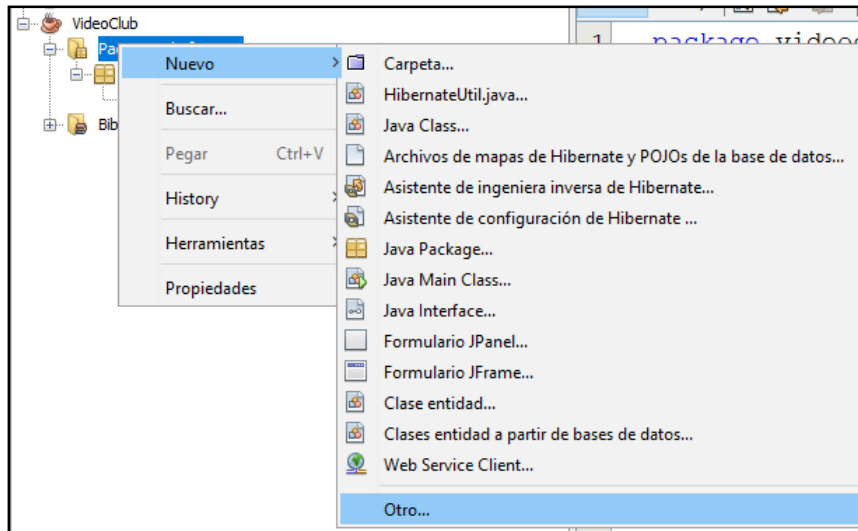 VideoClub
Pa
Bib
1 package videoc
Nuevo
Buscar...
Pegar Ctrl+V
History
Herramientas
Propiedades
Carpeta...
HibernateUtil.java...
Java Class...
Archivos de mapas de Hibernate y POJOs de la base de datos...
Asistente de ingeniera inversa de Hibernate...
Asistente de configuración de Hibernate ...
Java Package...
Java Main Class...
Java Interface...
Formulario JPanel...
Formulario JFrame...
Clase entidad...
Clases entidad a partir de bases de datos...
Web Service Client...
Otro...